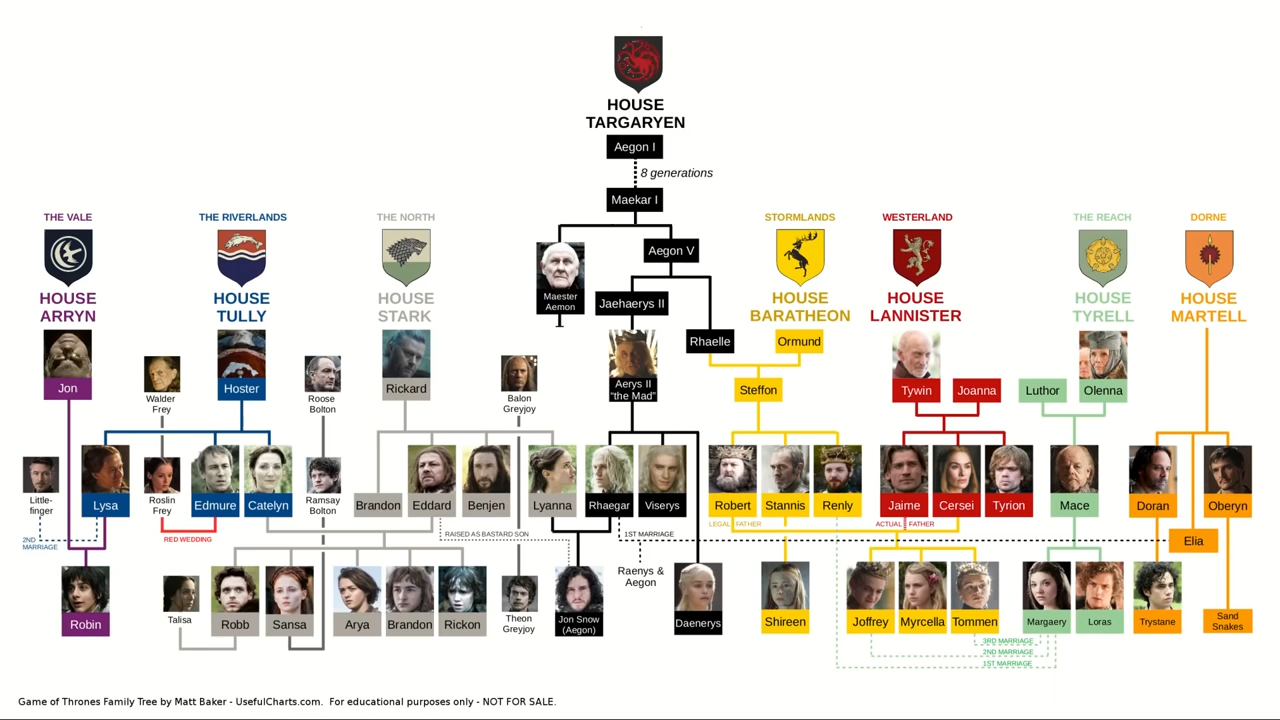 HOUSE
TARGARYEN
Aegon I
8 generations
Maekar I
THE VALE
THE RIVERLANDS
THE NORTH
STORMLANDS
WESTERLAND
THE REACH
DORNE
Aegon V
HOUSE
ARRYN
HOUSE
TULLY
HOUSE
STARK
Maester
Aemon
Jaehaerys II
HOUSE
BARATHEON
HOUSE
LANNISTER
HOUSE
TYRELL
HOUSE
MARTELL
Rhaelle
Ormund
Jon
Walder
Frey
Hoster
Roose
Bolton
Rickard
Balon
Greyjoy
Aerys II
"the Mad"
Steffon
Tywin
Joanna
Luthor
Olenna
Little-
finger
Lysa
Roslin
Frey
Edmure
Catelyn
Ramsay
Bolton
Brandon
Eddard
Benjen
Lyanna
Rhaegar
Viserys
Robert
Stannis
Renly
Jaime
Cersei
Tyrion
Mace
Doran
Oberyn
LEGAL FATHER
ACTUAL FATHER
2ND
MARRIAGE
RED WEDDING
RAISED AS BASTARD SON
1ST MARRIAGE
Elia
Raenys &
Aegon
Robin
Talisa
Robb
Sansa
Arya
Brandon
Rickon
Theon
Greyjoy
Jon Snow
(Aegon)
Daenerys
Shireen
Joffrey
Myrcella
Tommen
Margaery
Loras
Trystane
Sand
Snakes
3RD MARRIAGE
2ND MARRIAGE
1ST MARRIAGE
Game of Thrones Family Tree by Matt Baker - UsefulCharts.com. For educational purposes only - NOT FOR SALE.